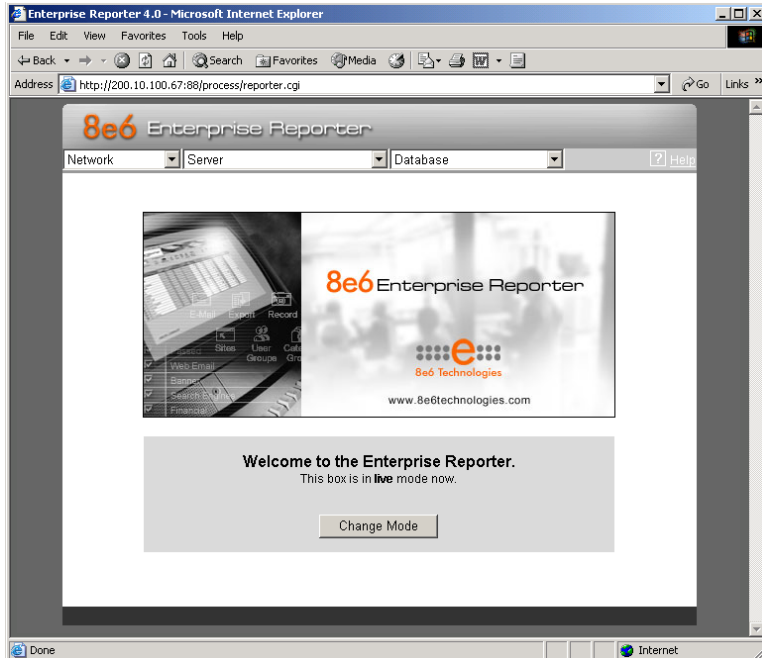 Enterprise Reporter 4.0 - Microsoft Internet Explorer
File Edit View Favorites Tools Help
Back Search Favorites Media
Address http://200.10.100.67:88/process/reporter.cgi Go Links »
8e6 Enterprise Reporter
Network Server Database ? Help
8e6 Enterprise Reporter
E-Mail Export Record
Sites User Groups
Web Email
Banner
Search Engines
Financial
e
8e6 Technologies
www.8e6technologies.com
Welcome to the Enterprise Reporter.
This box is in live mode now.
Change Mode
Done Internet